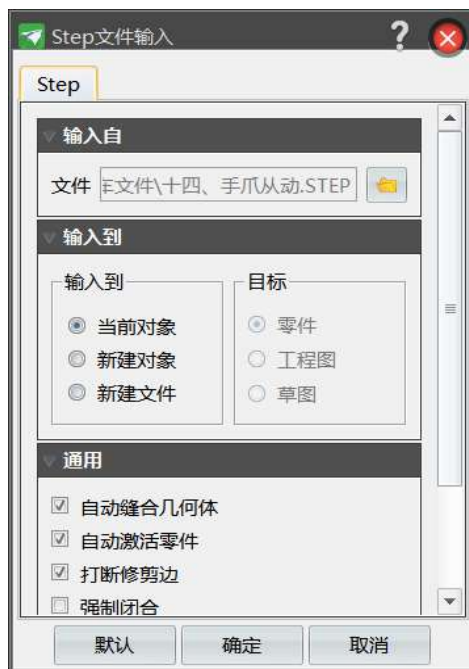 Step文件输入 ?
Step
输入自
文件 文件\十四、手爪从动.STEP
输入到
输入到 目标
当前对象 零件
新建对象 工程图
新建文件 草图
通用
自动缝合几何体
自动激活零件
打断修剪边
强制闭合
默认 确定 取消